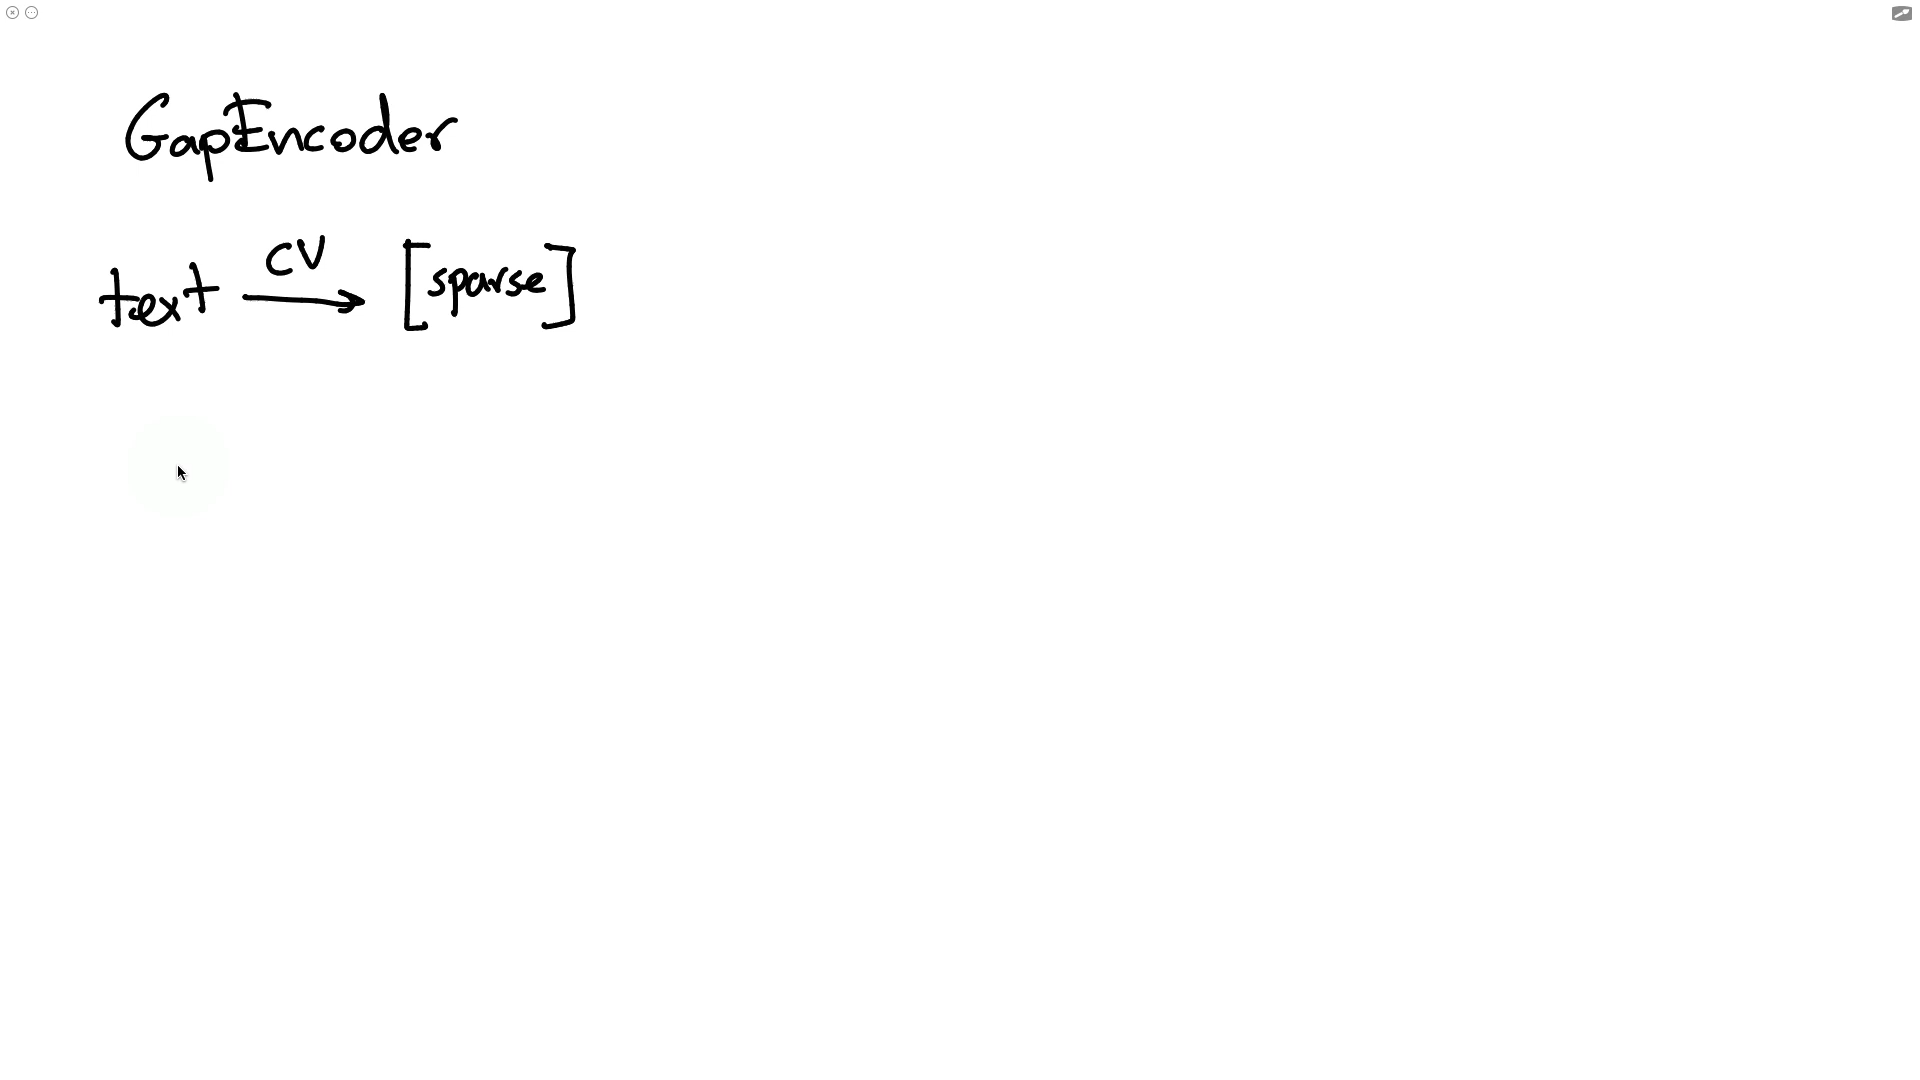 GapEncoder
CV
text → [sparse]